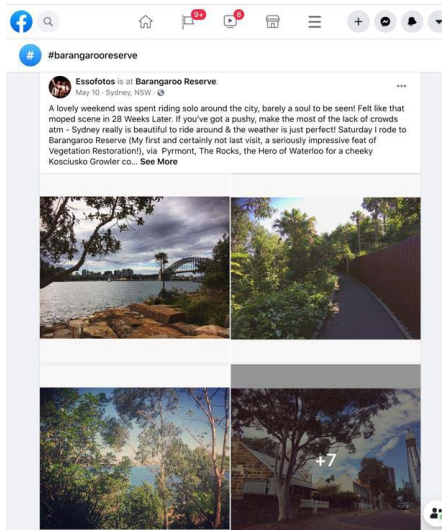 9+
8
#
#barangarooreserve
Essofotos is at Barangaroo Reserve.
May 10 · Sydney, NSW ·
A lovely weekend was spent riding solo around the city, barely a soul to be seen! Felt like that
moped scene in 28 Weeks Later. If you've got a pushy, make the most of the lack of crowds
atm - Sydney really is beautiful to ride around & the weather is just perfect! Saturday I rode to
Barangaroo Reserve (My first and certainly not last visit, a seriously impressive feat of
Vegetation Restoration!), via Pyrmont, The Rocks, the Hero of Waterloo for a cheeky
Kosciusko Growler co... See More
+7